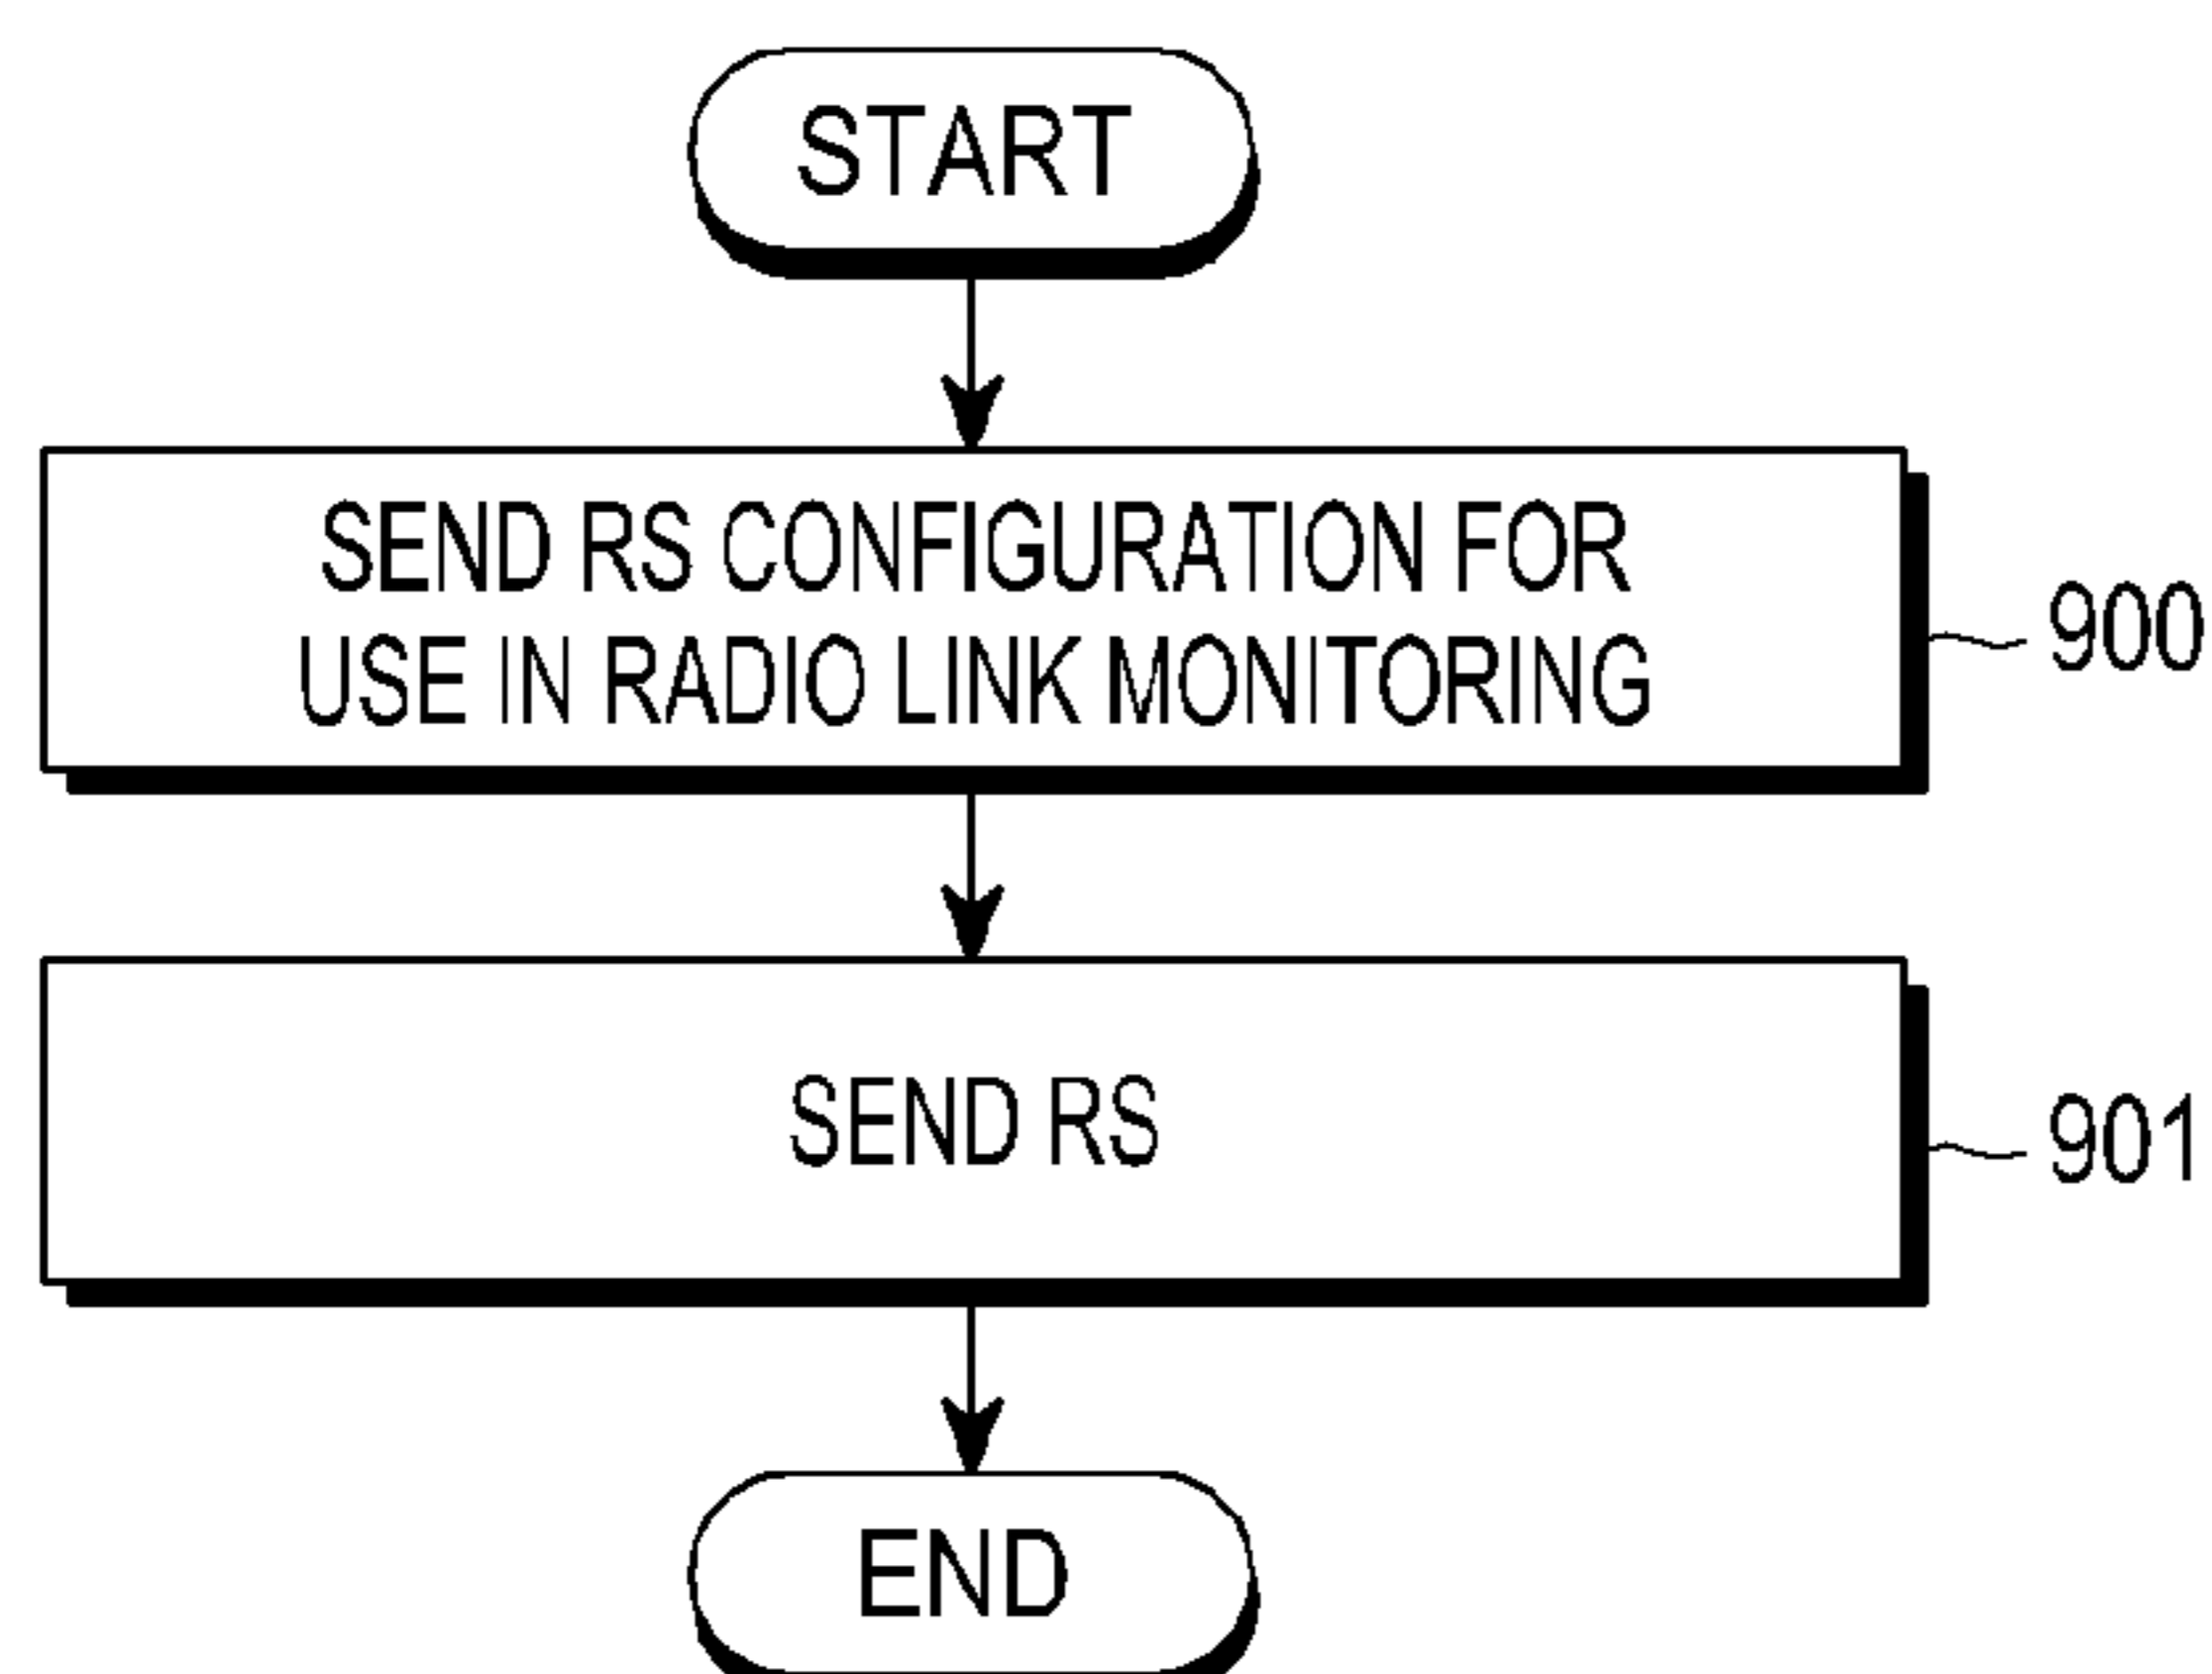 START
SEND RS CONFIGURATION FOR
USE IN RADIO LINK MONITORING
900
SEND RS
901
END